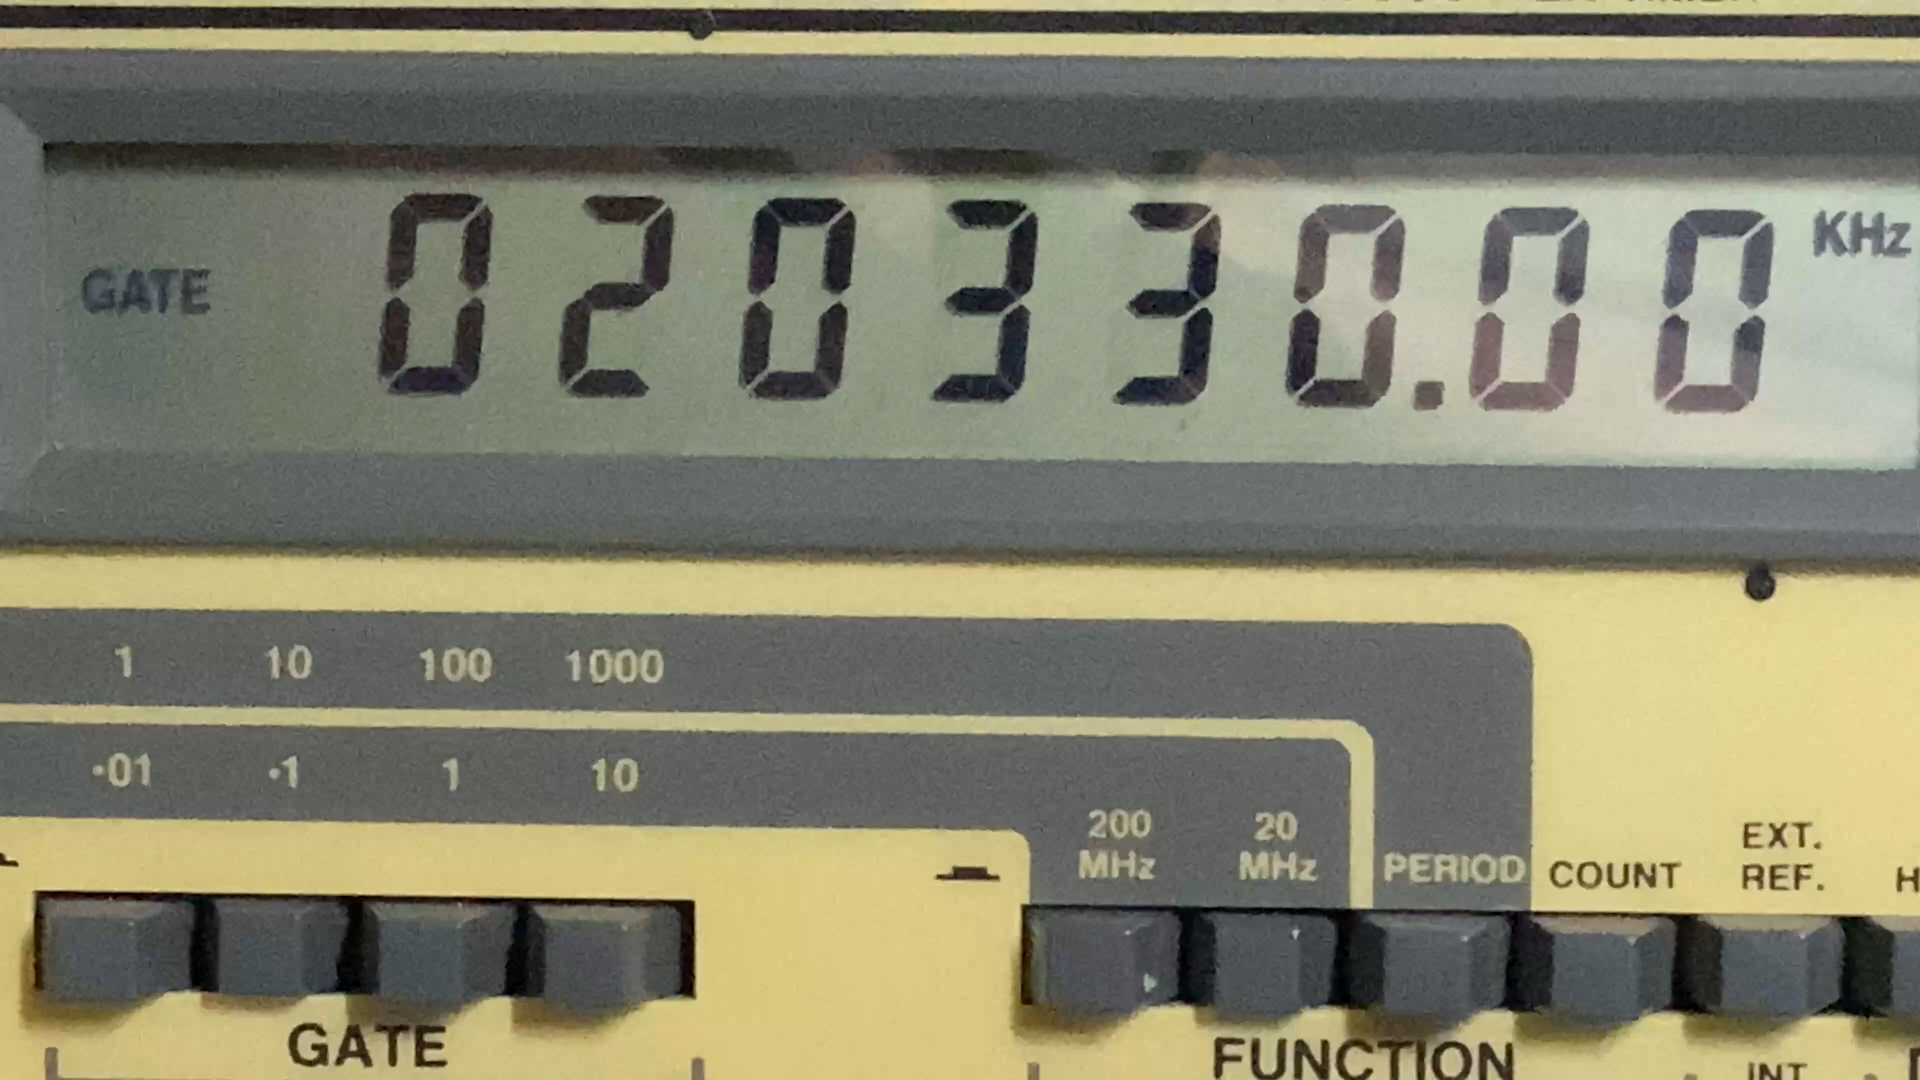 GATE 020330.00 KHz
1 10 100 1000
·01 ·1 1 10
200 MHz 20 MHz PERIOD COUNT EXT. REF.
GATE FUNCTION
INT